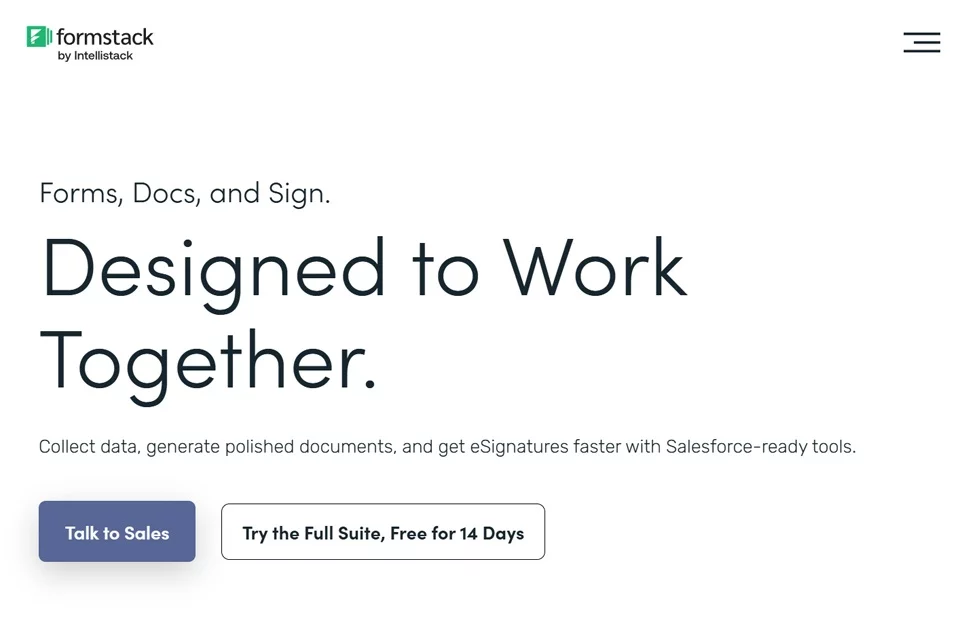 formstack
by Intellistack
Forms, Docs, and Sign.
Designed to Work
Together.
Collect data, generate polished documents, and get eSignatures faster with Salesforce-ready tools.
Talk to Sales
Try the Full Suite, Free for 14 Days